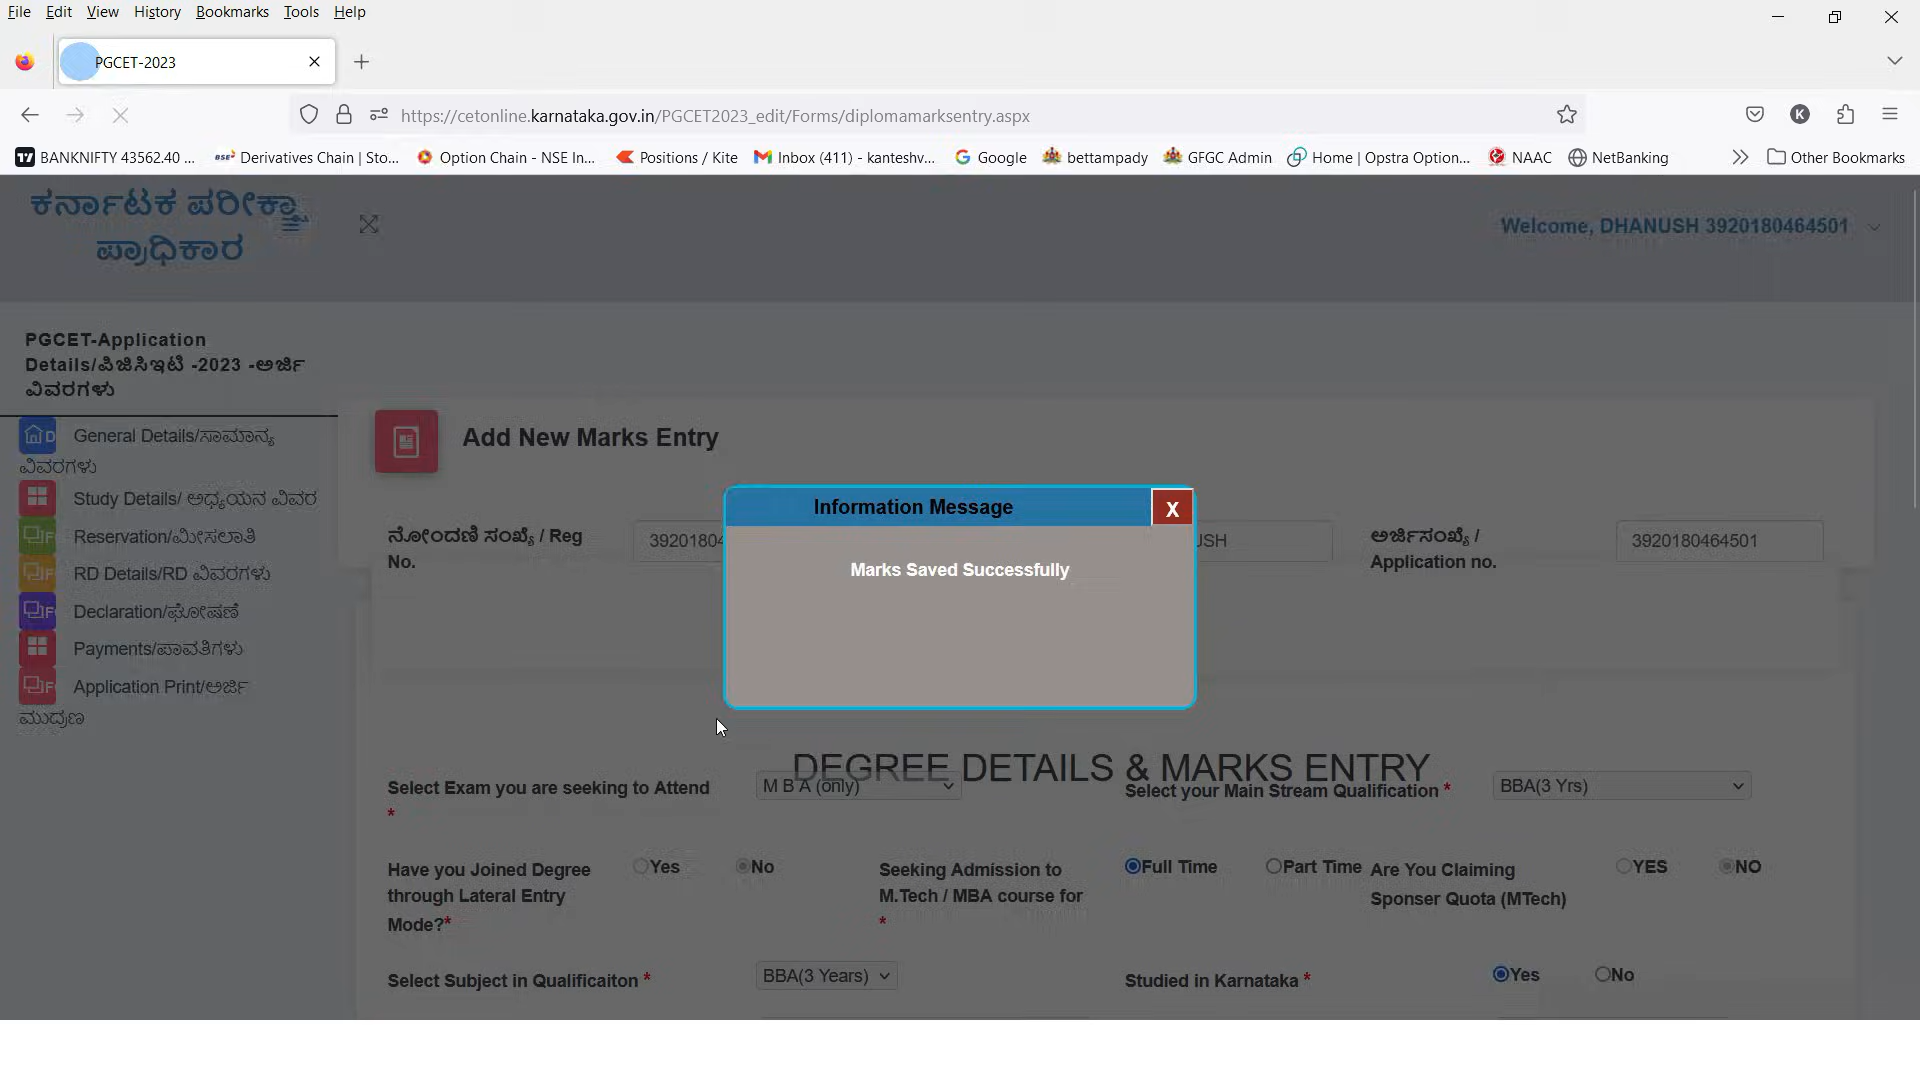 File Edit View History Bookmarks Tools Help
PGCET-2023
https://cetonline.karnataka.gov.in/PGCET2023_edit/Forms/diplomamarksentry.aspx
K
BANKNIFTY 43562.40 ... Derivatives Chain | Sto... Option Chain - NSE In... Positions / Kite Inbox (411) - kanteshv... Google bettampady GFGC Admin Home | Opstra Option... NAAC NetBanking Other Bookmarks
ಕರ್ನಾಟಕ ಪರೀಕ್ಷಾ
ಪ್ರಾಧಿಕಾರ
Welcome, DHANUSH 3920180464501
PGCET-Application
Details/ಪಿಜಿಸಿಇಟಿ -2023 -ಅರ್ಜಿ
ವಿವರಗಳು
General Details/ಸಾಮಾನ್ಯ
ವಿವರಗಳು
Study Details/ ಅಧ್ಯಯನ ವಿವರ
Reservation/ಮೀಸಲಾತಿ
RD Details/RD ವಿವರಗಳು
Declaration/ಘೋಷಣೆ
Payments/ಪಾವತಿಗಳು
Application Print/ಅರ್ಜಿ
ಮುದ್ರಣ
Add New Marks Entry
Information Message X
Marks Saved Successfully
ನೋಂದಣಿ ಸಂಖ್ಯೆ / Reg
No.
ಅರ್ಜಿಸಂಖ್ಯೆ /
Application no.
3920180464501
DEGREE DETAILS & MARKS ENTRY
Select Exam you are seeking to Attend
*
M B A (only)
Select your Main Stream Qualification *
BBA(3 Yrs)
Have you Joined Degree
through Lateral Entry
Mode?*
Yes No
Seeking Admission to
M.Tech / MBA course for
*
Full Time Part Time
Are You Claiming
Sponser Quota (MTech)
YES NO
Select Subject in Qualificaiton *
BBA(3 Years)
Studied in Karnataka *
Yes No